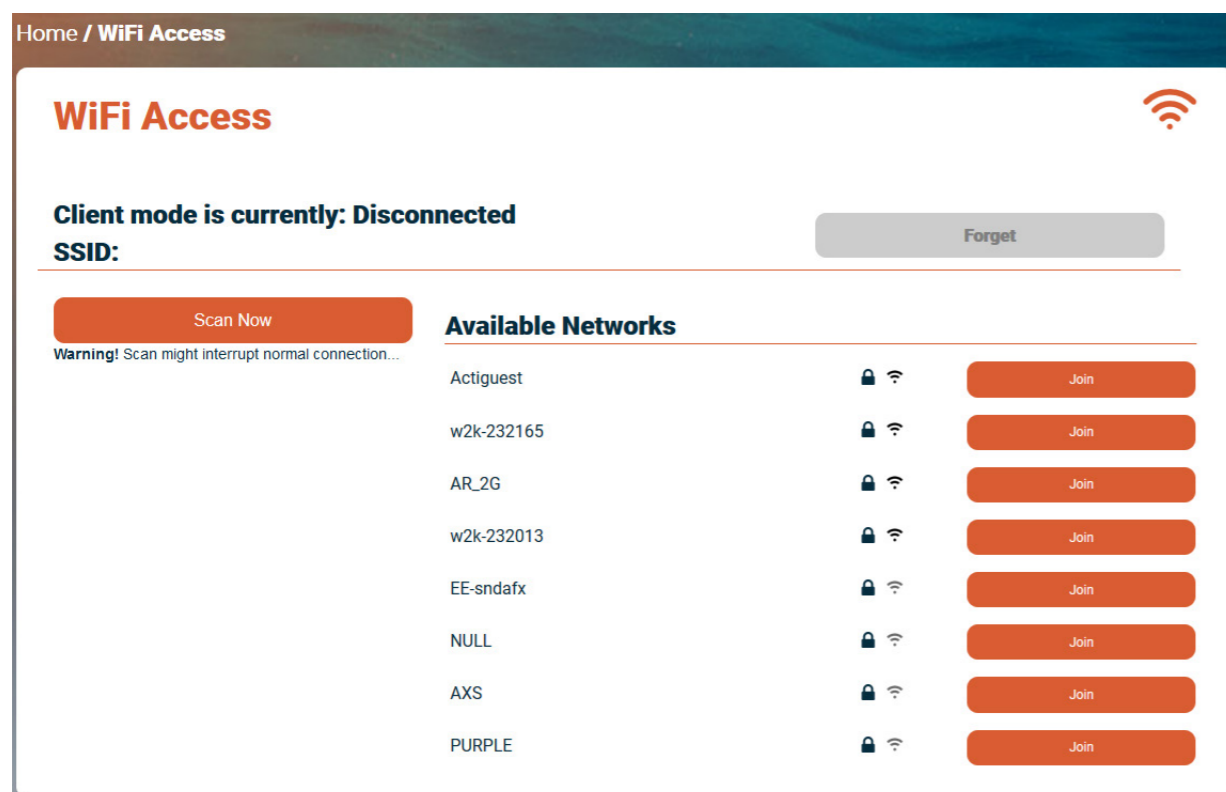 Home / WiFi Access
WiFi Access
Client mode is currently: Disconnected
SSID:
Forget
Scan Now
Warning! Scan might interrupt normal connection...
Available Networks
Actiguest Join
w2k-232165 Join
AR_2G Join
w2k-232013 Join
EE-sndafx Join
NULL Join
AXS Join
PURPLE Join